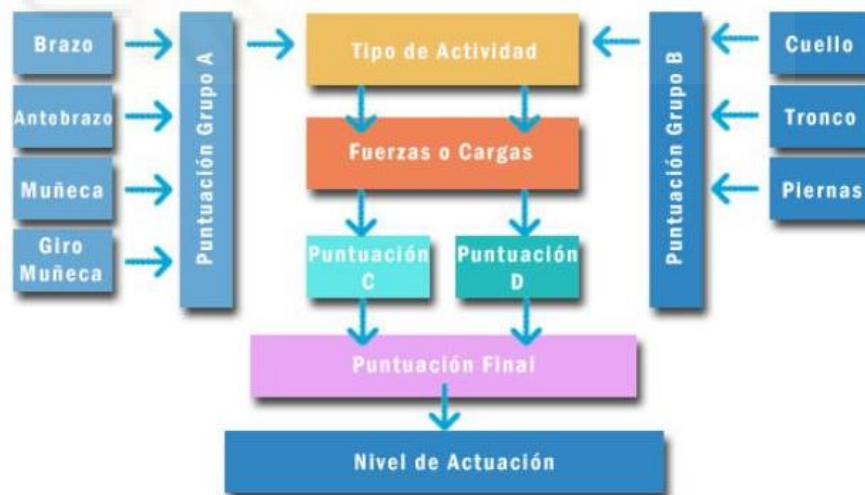 Brazo
Antebrazo
Muñeca
Giro
Muñeca
Puntuación Grupo A
Tipo de Actividad
Fuerzas o Cargas
Puntuación
C
Puntuación
D
Puntuación Final
Nivel de Actuación
Puntuación Grupo B
Cuello
Tronco
Piernas